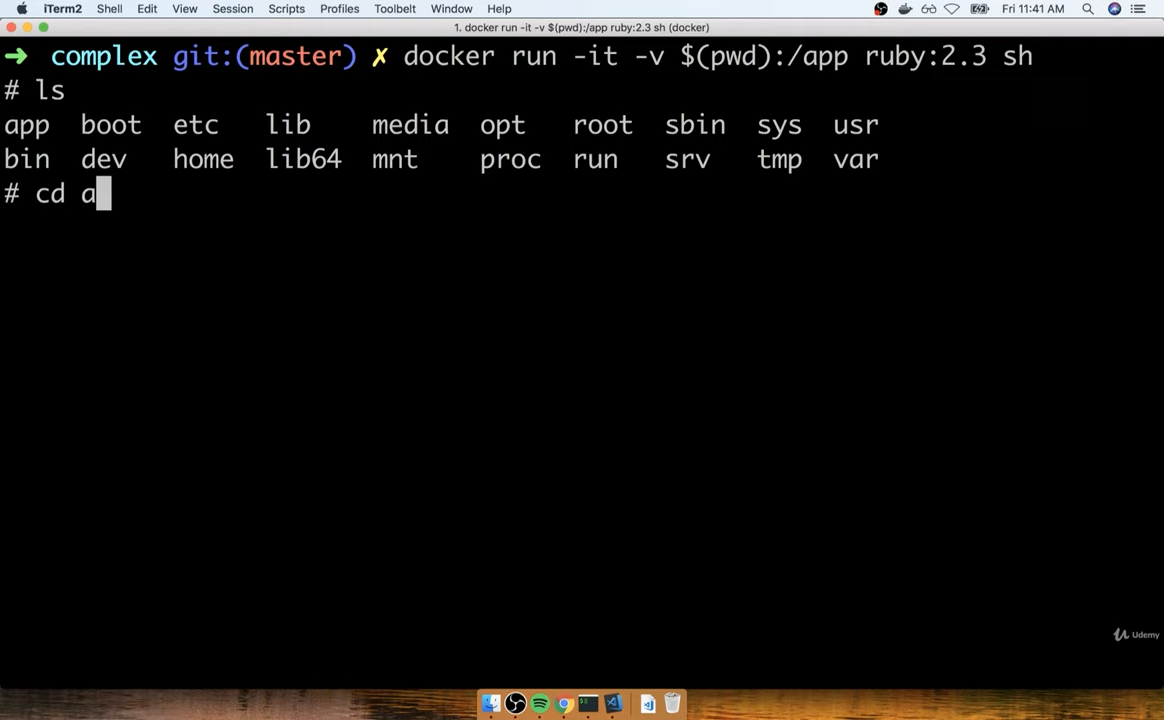 iTerm2 Shell Edit View Session Scripts Profiles Toolbelt Window Help Fri 11:41 AM
1. docker run -it -v $(pwd):/app ruby:2.3 sh (docker)
➜ complex git:(master) ✗ docker run -it -v $(pwd):/app ruby:2.3 sh
# ls
app boot etc lib media opt root sbin sys usr
bin dev home lib64 mnt proc run srv tmp var
# cd a
Udemy